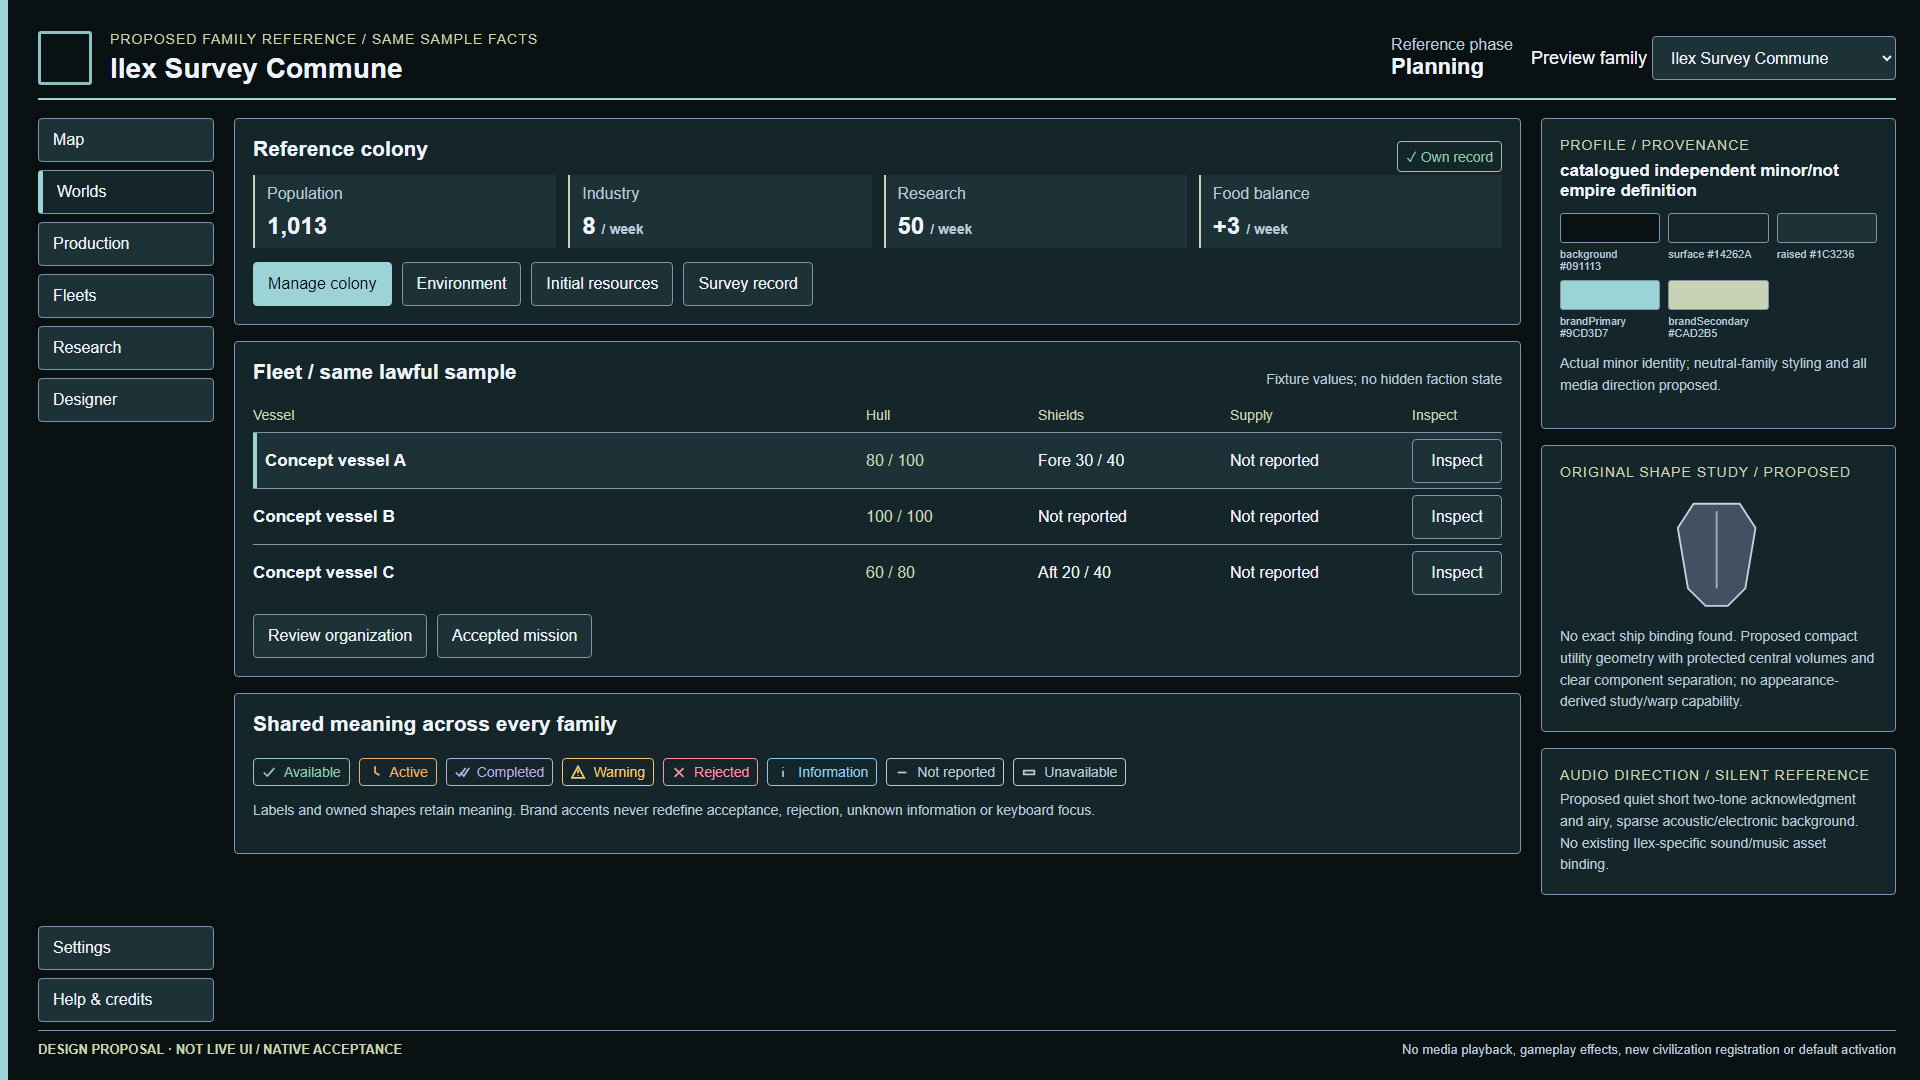 PROPOSED FAMILY REFERENCE / SAME SAMPLE FACTS
Ilex Survey Commune
Reference phase
Planning
Preview family
Ilex Survey Commune
Map
Worlds
Production
Fleets
Research
Designer
Settings
Help & credits
Reference colony
✓ Own record
Population
1,013
Industry
8 / week
Research
50 / week
Food balance
+3 / week
Manage colony
Environment
Initial resources
Survey record
Fleet / same lawful sample
Fixture values; no hidden faction state
Vessel Hull Shields Supply Inspect
Concept vessel A 80 / 100 Fore 30 / 40 Not reported Inspect
Concept vessel B 100 / 100 Not reported Not reported Inspect
Concept vessel C 60 / 80 Aft 20 / 40 Not reported Inspect
Review organization
Accepted mission
Shared meaning across every family
Available
Active
Completed
Warning
Rejected
Information
Not reported
Unavailable
Labels and owned shapes retain meaning. Brand accents never redefine acceptance, rejection, unknown information or keyboard focus.
PROFILE / PROVENANCE
catalogued independent minor/not
empire definition
background
#091113
surface #14262A
raised #1C3236
brandPrimary
#9CD3D7
brandSecondary
#CAD2B5
Actual minor identity; neutral-family styling and all
media direction proposed.
ORIGINAL SHAPE STUDY / PROPOSED
No exact ship binding found. Proposed compact
utility geometry with protected central volumes and
clear component separation; no appearance-
derived study/warp capability.
AUDIO DIRECTION / SILENT REFERENCE
Proposed quiet short two-tone acknowledgment
and airy, sparse acoustic/electronic background.
No existing Ilex-specific sound/music asset
binding.
DESIGN PROPOSAL · NOT LIVE UI / NATIVE ACCEPTANCE
No media playback, gameplay effects, new civilization registration or default activation